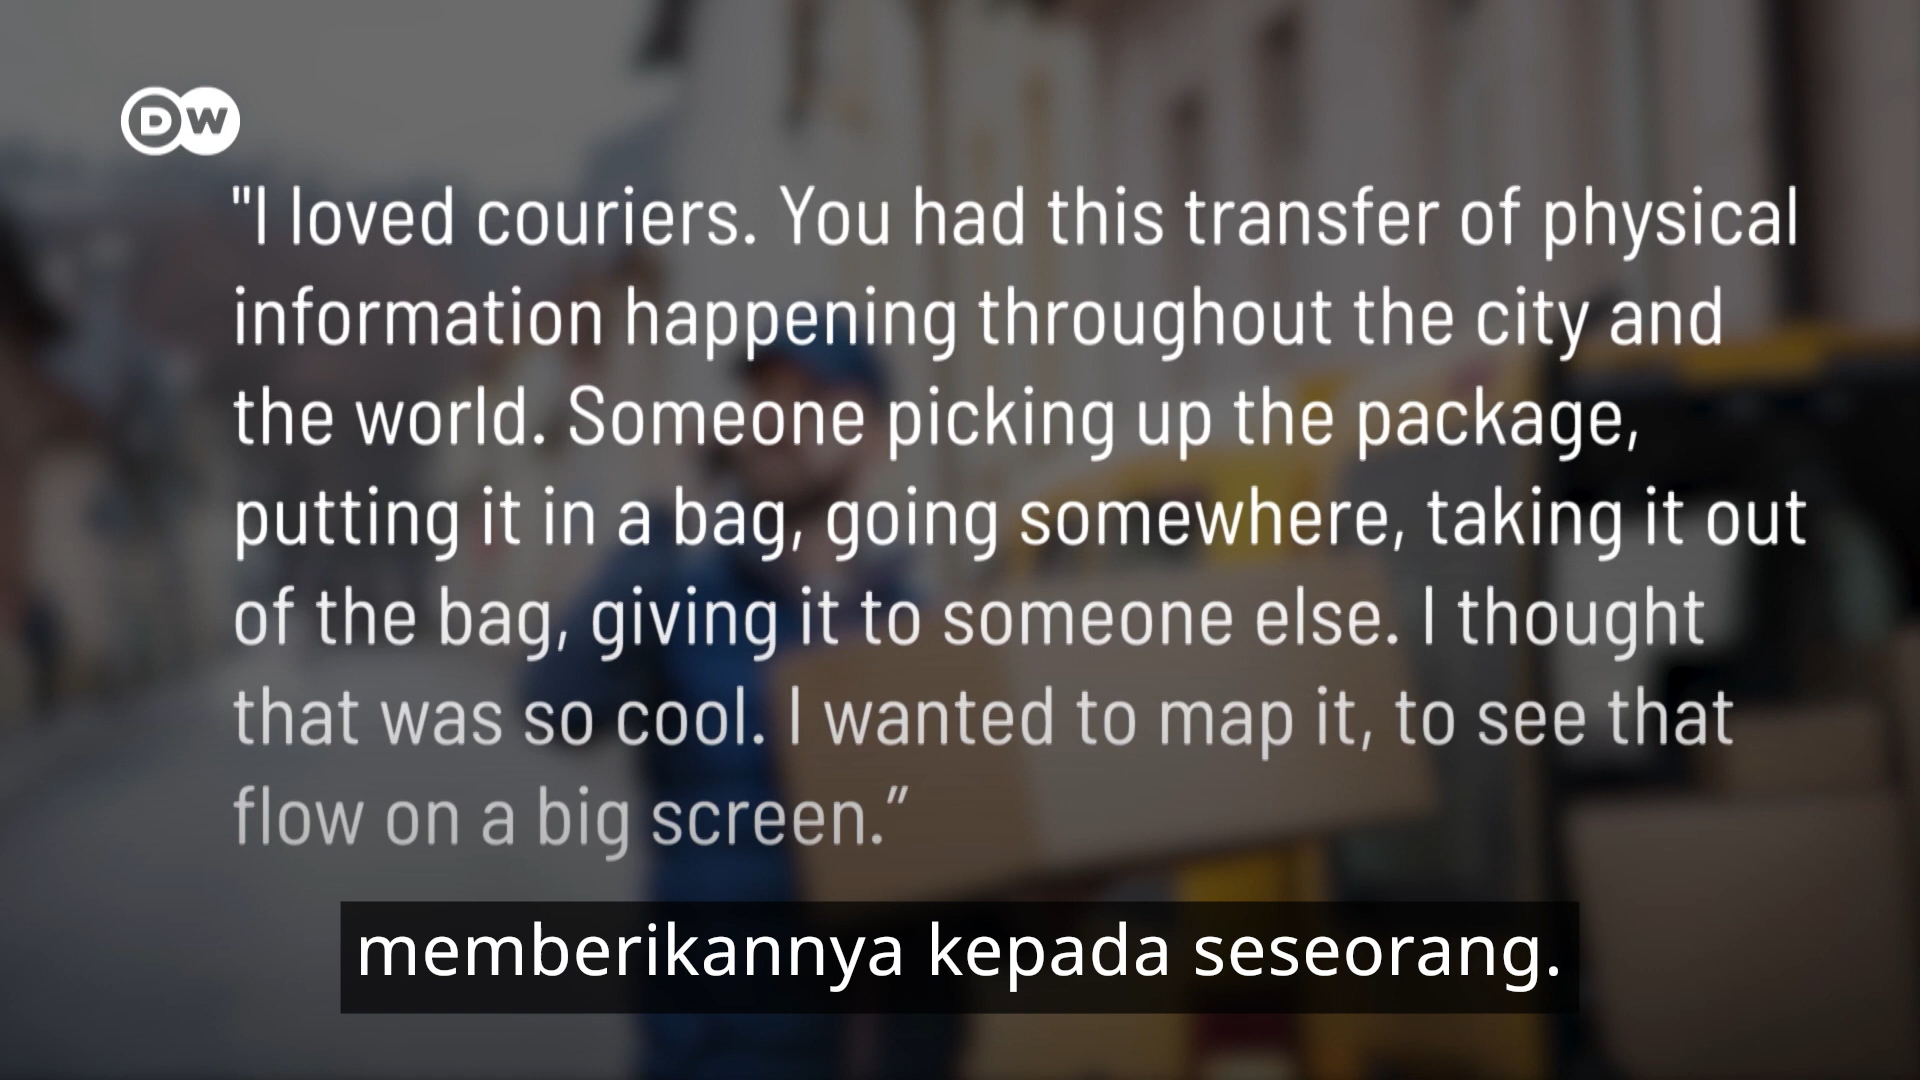 DW
"I loved couriers. You had this transfer of physical
information happening throughout the city and
the world. Someone picking up the package,
putting it in a bag, going somewhere, taking it out
of the bag, giving it to someone else. I thought
that was so cool. I wanted to map it, to see that
flow on a big screen.”
memberikannya kepada seseorang.